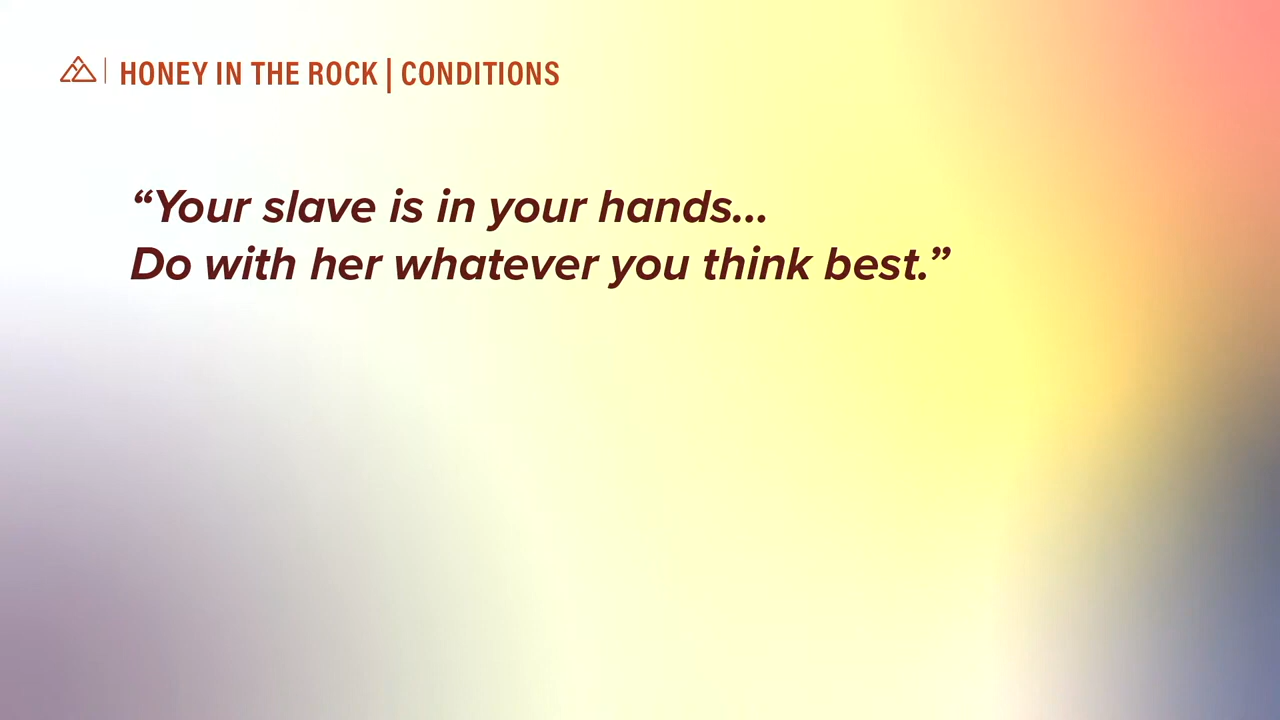 HONEY IN THE ROCK | CONDITIONS
“Your slave is in your hands...
Do with her whatever you think best.”